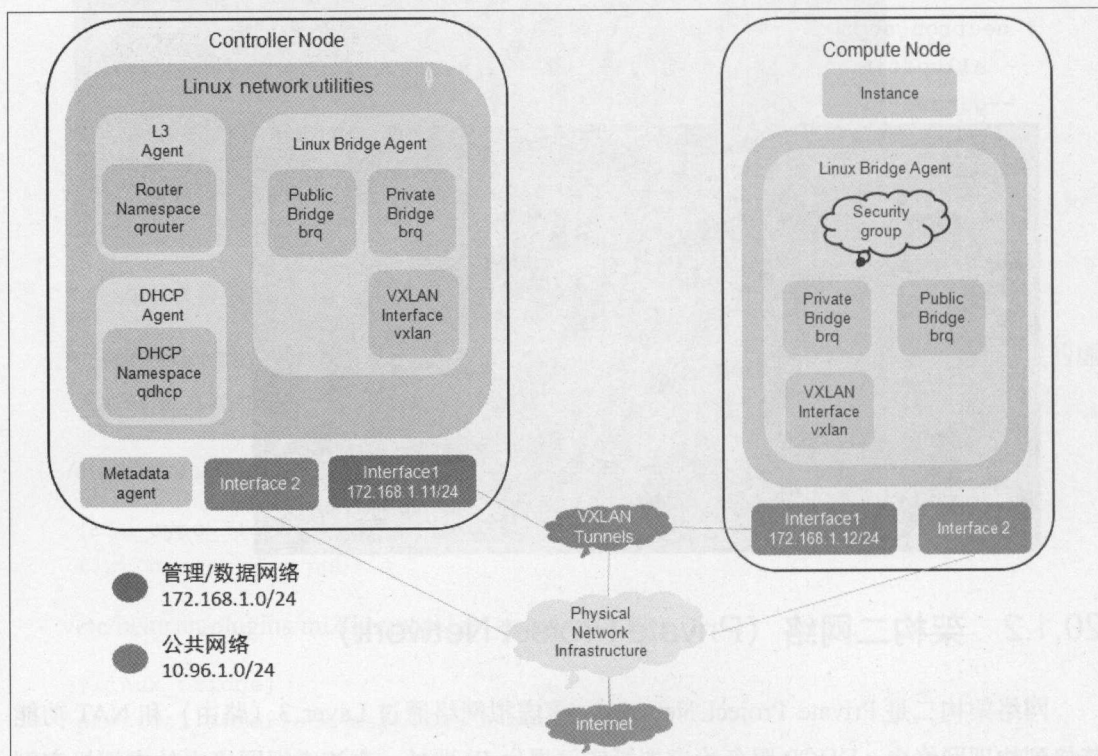 Controller Node
Linux network utilities
L3
Agent
Router
Namespace
qrouter
DHCP
Agent
DHCP
Namespace
qdhcp
Linux Bridge Agent
Public
Bridge
brq
Private
Bridge
brq
VXLAN
Interface
vxlan
Metadata
agent
Interface 2
Interface1
172.168.1.11/24
Compute Node
Instance
Linux Bridge Agent
Security
group
Private
Bridge
brq
Public
Bridge
brq
VXLAN
Interface
vxlan
Interface1
172.168.1.12/24
Interface 2
VXLAN
Tunnels
Physical
Network
Infrastructure
internet
管理/数据网络
172.168.1.0/24
公共网络
10.96.1.0/24